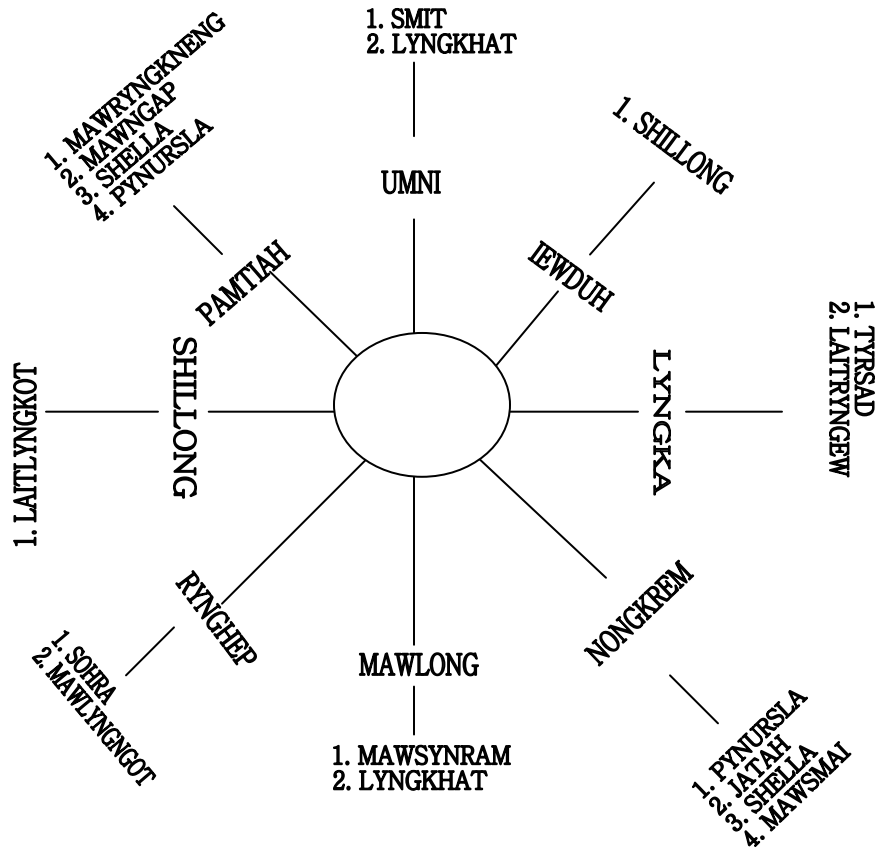 1. SMIT
2. LYNGKHAT
UMNI
1. SHILLONG
IEWDUH
1. TYRSAD
2. LAITRYNGEW
LYNGKA
1. PYNURSLA
2. JATAH
3. SHELLA
4. MAWSMAI
NONGKREM
MAWLONG
1. MAWSYNRAM
2. LYNGKHAT
RYNGHEP
1. SOHRA
2. MAWLYNGNGOT
SHILLONG
1. LAITLYNGKOT
PAMTIAH
1. MAWRYNGKNENG
2. MAWNGAP
3. SHELLA
4. PYNURSLA